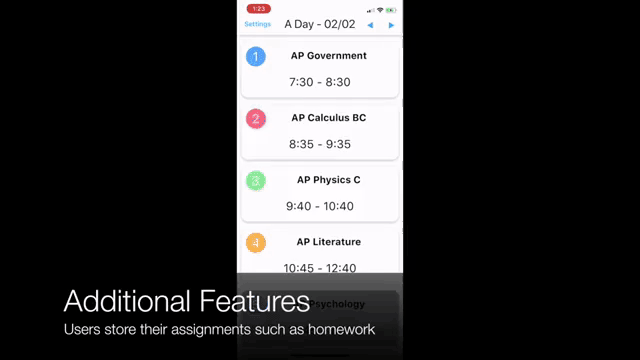 1:23
Settings
A Day - 02/02
1
AP Government
7:30 - 8:30
2
AP Calculus BC
8:35 - 9:35
3
AP Physics C
9:40 - 10:40
4
AP Literature
10:45 - 12:40
Psychology
Additional Features
Users store their assignments such as homework